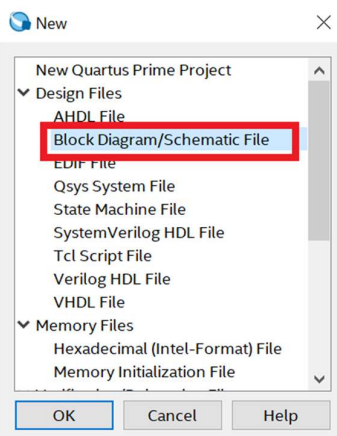 New
New Quartus Prime Project
Design Files
AHDL File
Block Diagram/Schematic File
EDIF File
Qsys System File
State Machine File
SystemVerilog HDL File
Tcl Script File
Verilog HDL File
VHDL File
Memory Files
Hexadecimal (Intel-Format) File
Memory Initialization File
OK Cancel Help